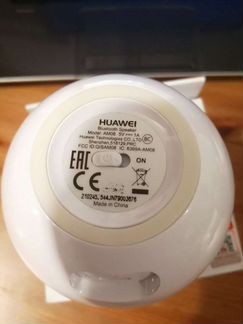 HUAWEI
Bluetooth Speaker
Model: AM08 5V⎓1A
Huawei Technologies CO.,LTD BC
Shenzhen,518129,PRC
FCC ID:QISAM08 IC: 6369A-AM08
EAC ON
CE
Made in China